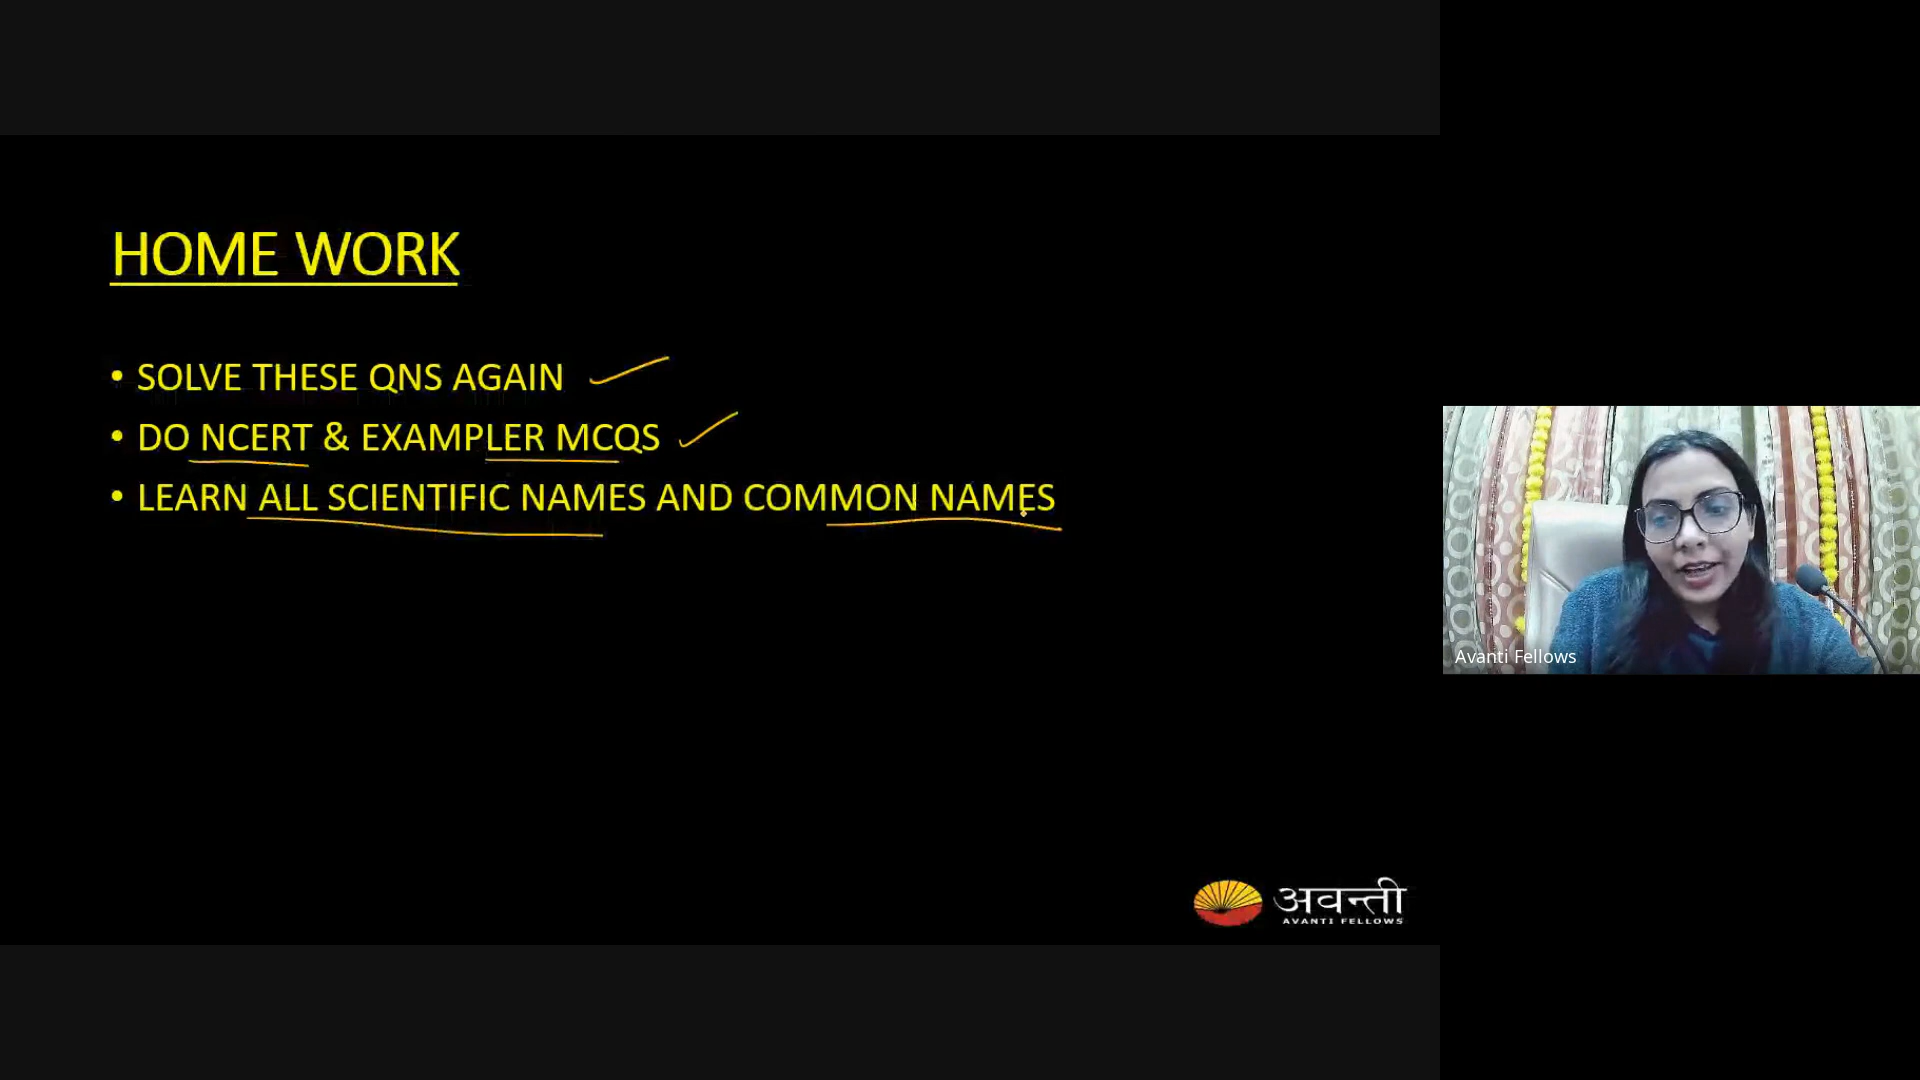 HOME WORK
• SOLVE THESE QNS AGAIN
• DO NCERT & EXAMPLER MCQS
• LEARN ALL SCIENTIFIC NAMES AND COMMON NAMES
Avanti Fellows
अवन्ती
AVANTI FELLOWS